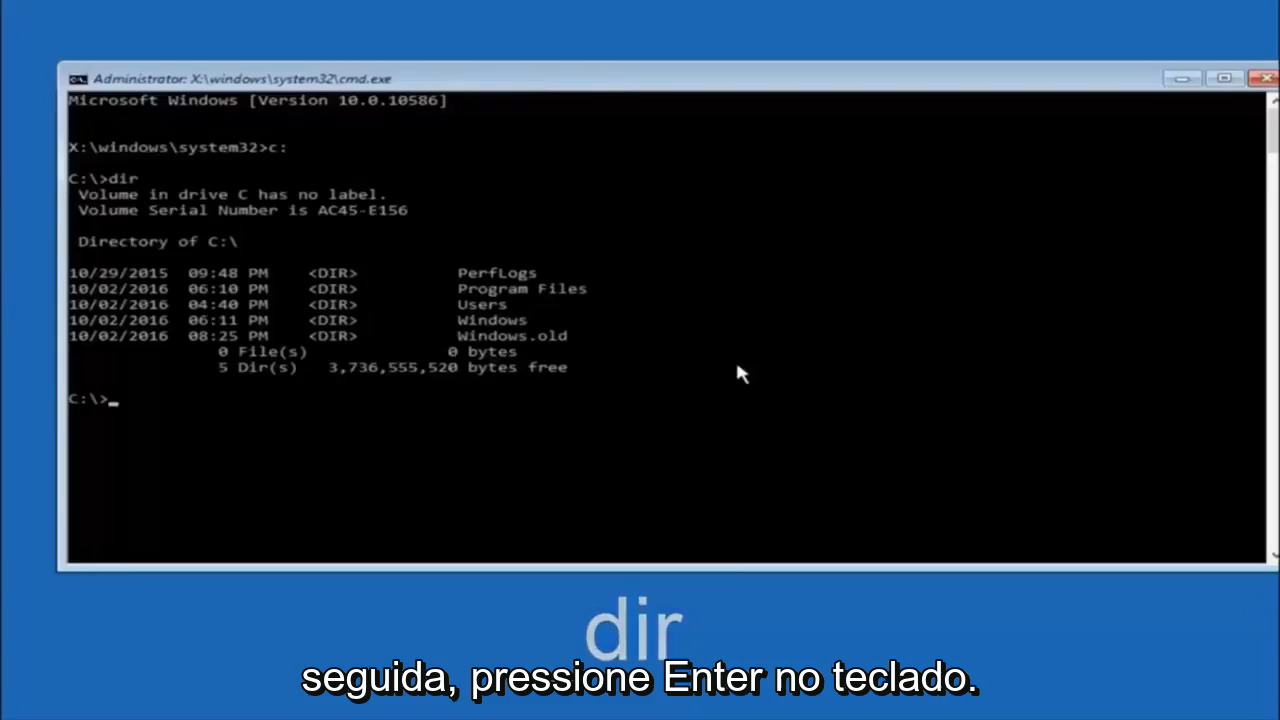 Administrator: X:\windows\system32\cmd.exe
Microsoft Windows [Version 10.0.10586]
X:\windows\system32>c:
C:\>dir
Volume in drive C has no label.
Volume Serial Number is AC45-E156
Directory of C:\
10/29/2015 09:48 PM <DIR> PerfLogs
10/02/2016 06:10 PM <DIR> Program Files
10/02/2016 04:40 PM <DIR> Users
10/02/2016 06:11 PM <DIR> Windows
10/02/2016 08:25 PM <DIR> Windows.old
0 File(s) 0 bytes
5 Dir(s) 3,736,555,520 bytes free
C:\>_
dir
seguida, pressione Enter no teclado.